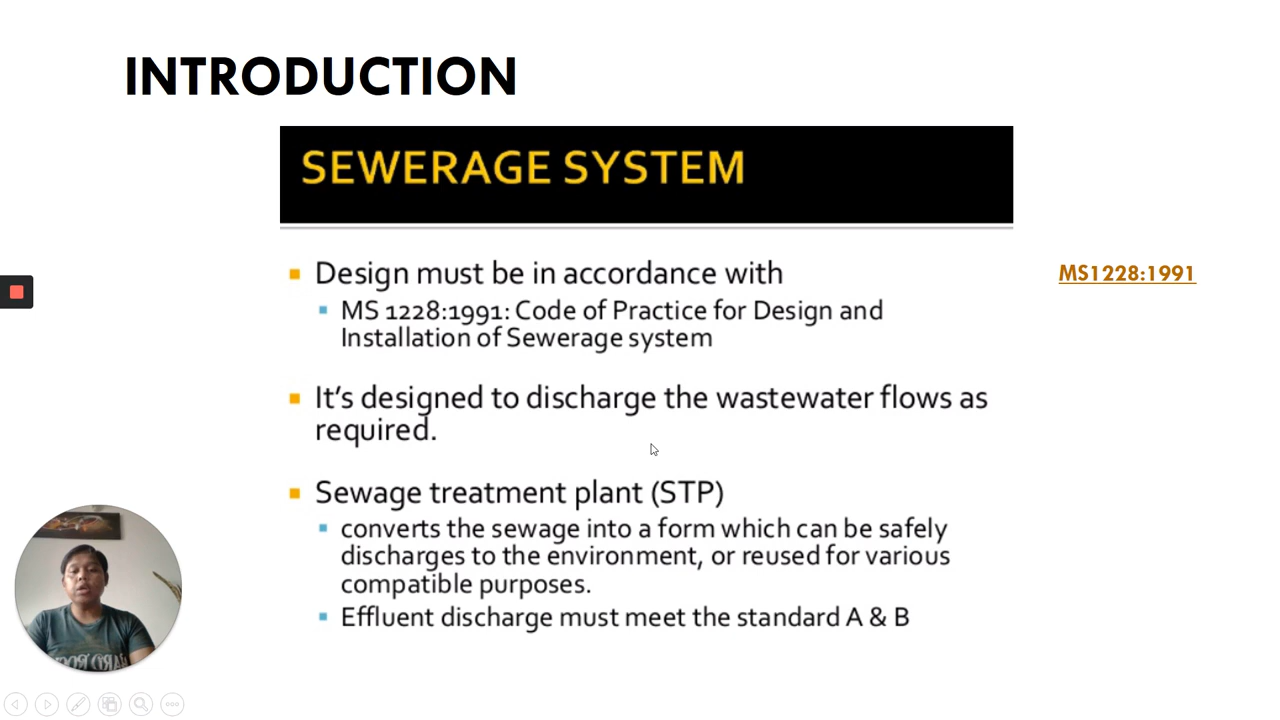 INTRODUCTION
SEWERAGE SYSTEM
Design must be in accordance with
MS 1228:1991: Code of Practice for Design and
Installation of Sewerage system
MS1228:1991
It's designed to discharge the wastewater flows as
required.
Sewage treatment plant (STP)
converts the sewage into a form which can be safely
discharges to the environment, or reused for various
compatible purposes.
Effluent discharge must meet the standard A & B